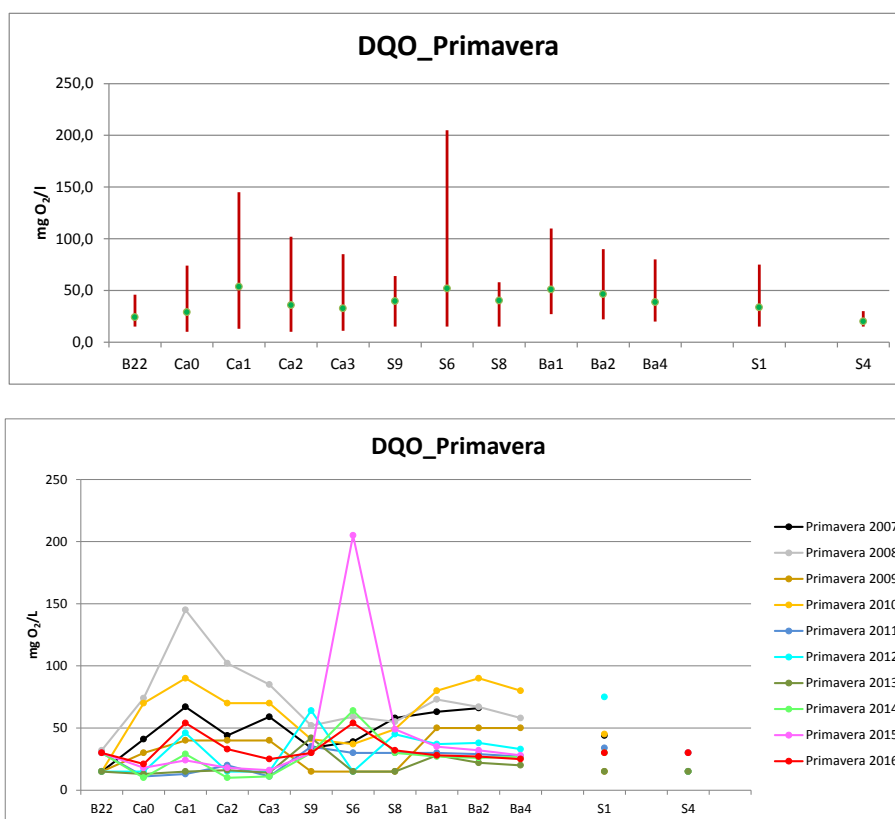 DQO_Primavera
250,0
200,0
150,0
100,0
50,0
0,0
mg O₂/l
B22 Ca0 Ca1 Ca2 Ca3 S9 S6 S8 Ba1 Ba2 Ba4 S1 S4
DQO_Primavera
250
200
150
100
50
0
mg O₂/L
B22 Ca0 Ca1 Ca2 Ca3 S9 S6 S8 Ba1 Ba2 Ba4 S1 S4
Primavera 2007
Primavera 2008
Primavera 2009
Primavera 2010
Primavera 2011
Primavera 2012
Primavera 2013
Primavera 2014
Primavera 2015
Primavera 2016